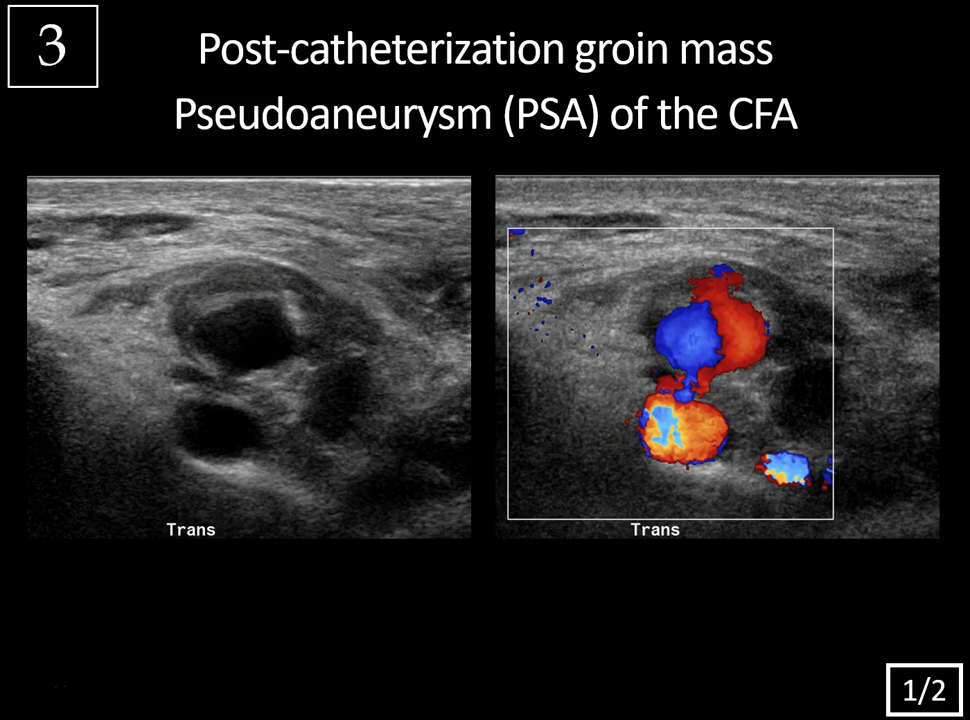 3
Post-catheterization groin mass
Pseudoaneurysm (PSA) of the CFA
Trans
Trans
1/2